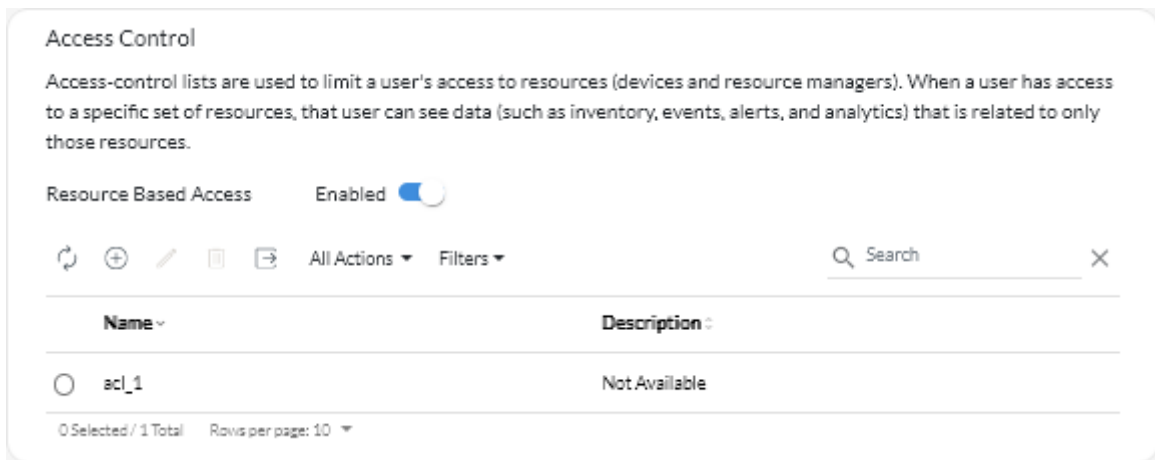 Access Control
Access-control lists are used to limit a user's access to resources (devices and resource managers). When a user has access
to a specific set of resources, that user can see data (such as inventory, events, alerts, and analytics) that is related to only
those resources.
Resource Based Access Enabled
All Actions Filters Search
Name Description
acl_1 Not Available
0 Selected / 1 Total Rows per page: 10